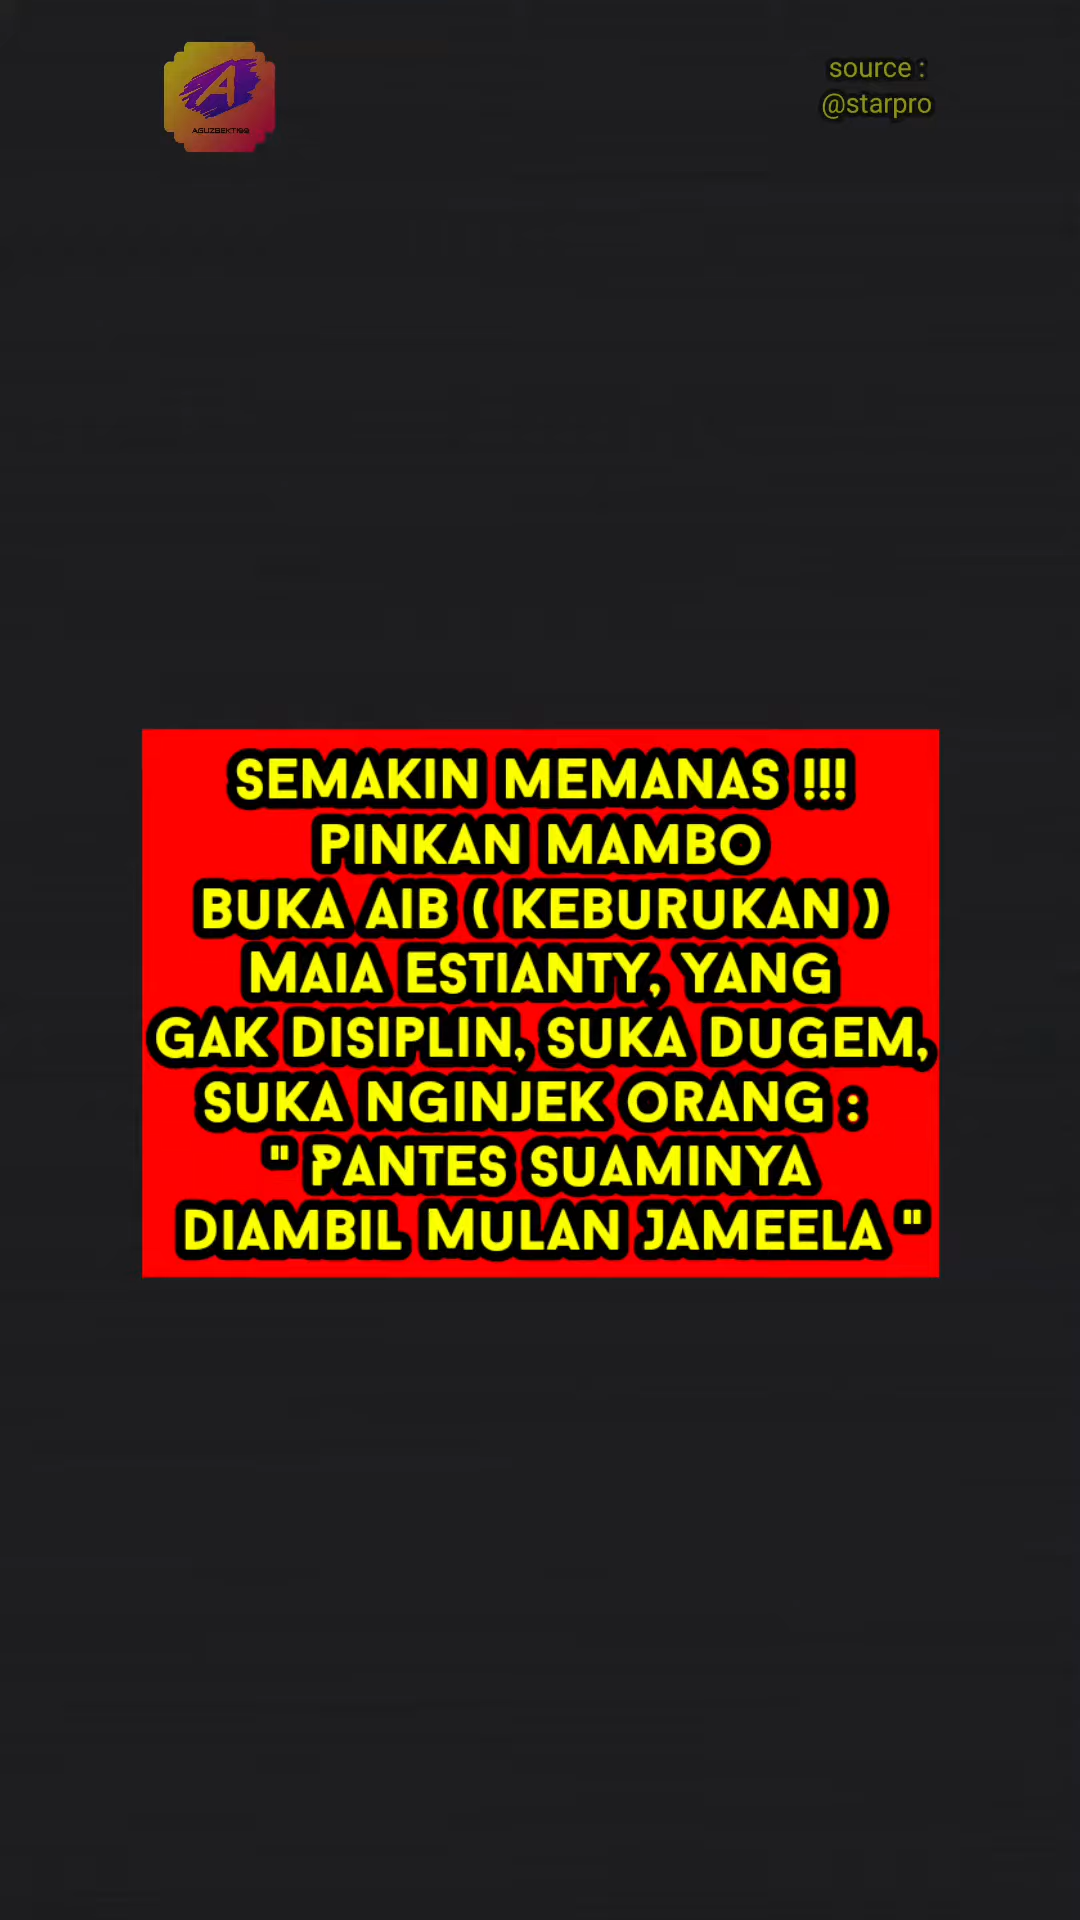 AGUZBEKTI99
source :
@starpro
SEMAKIN MEMANAS !!!
PINKAN MAMBO
BUKA AIB ( KEBURUKAN )
MAIA ESTIANTY, YANG
GAK DISIPLIN, SUKA DUGEM,
SUKA NGINJEK ORANG :
" PANTES SUAMINYA
DIAMBIL MULAN JAMEELA "